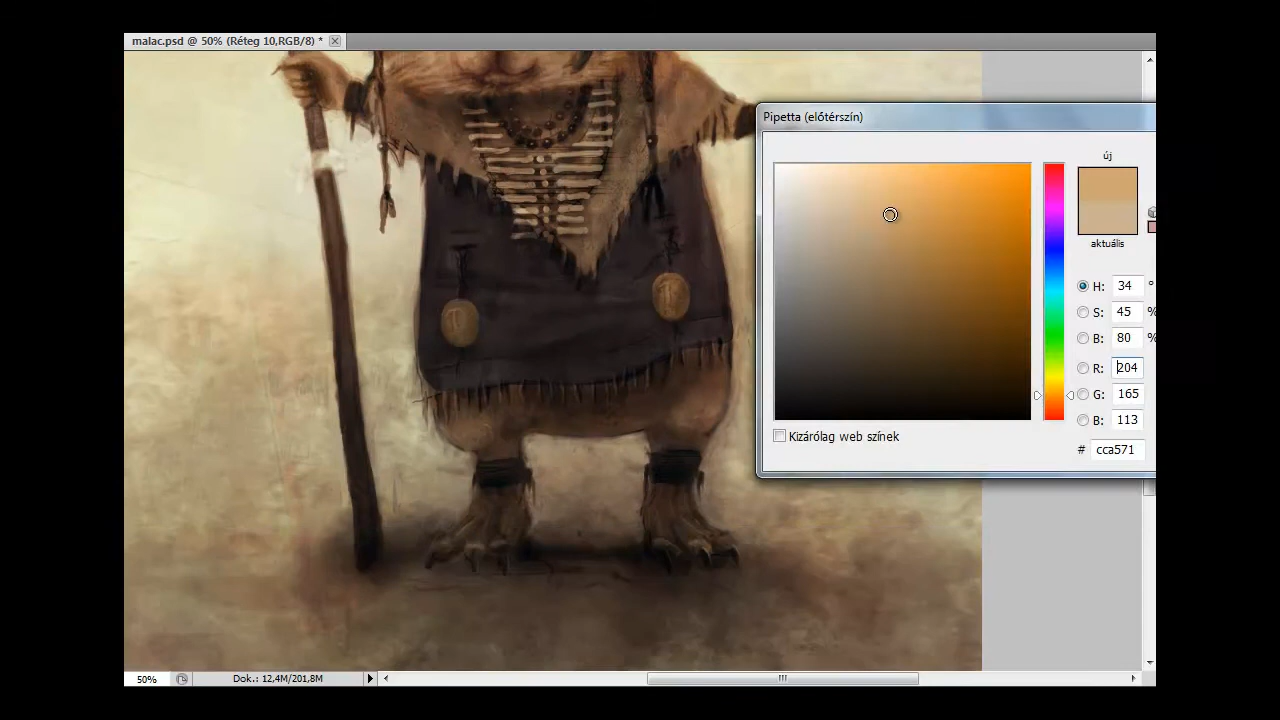 malac.psd @ 50% (Réteg 10,RGB/8) *
Pipetta (előtérszín)
új
aktuális
H: 34 °
S: 45 %
B: 80 %
R: 204
G: 165
B: 113
# cca571
Kizárólag web színek
50%
Dok.: 12,4M/201,8M